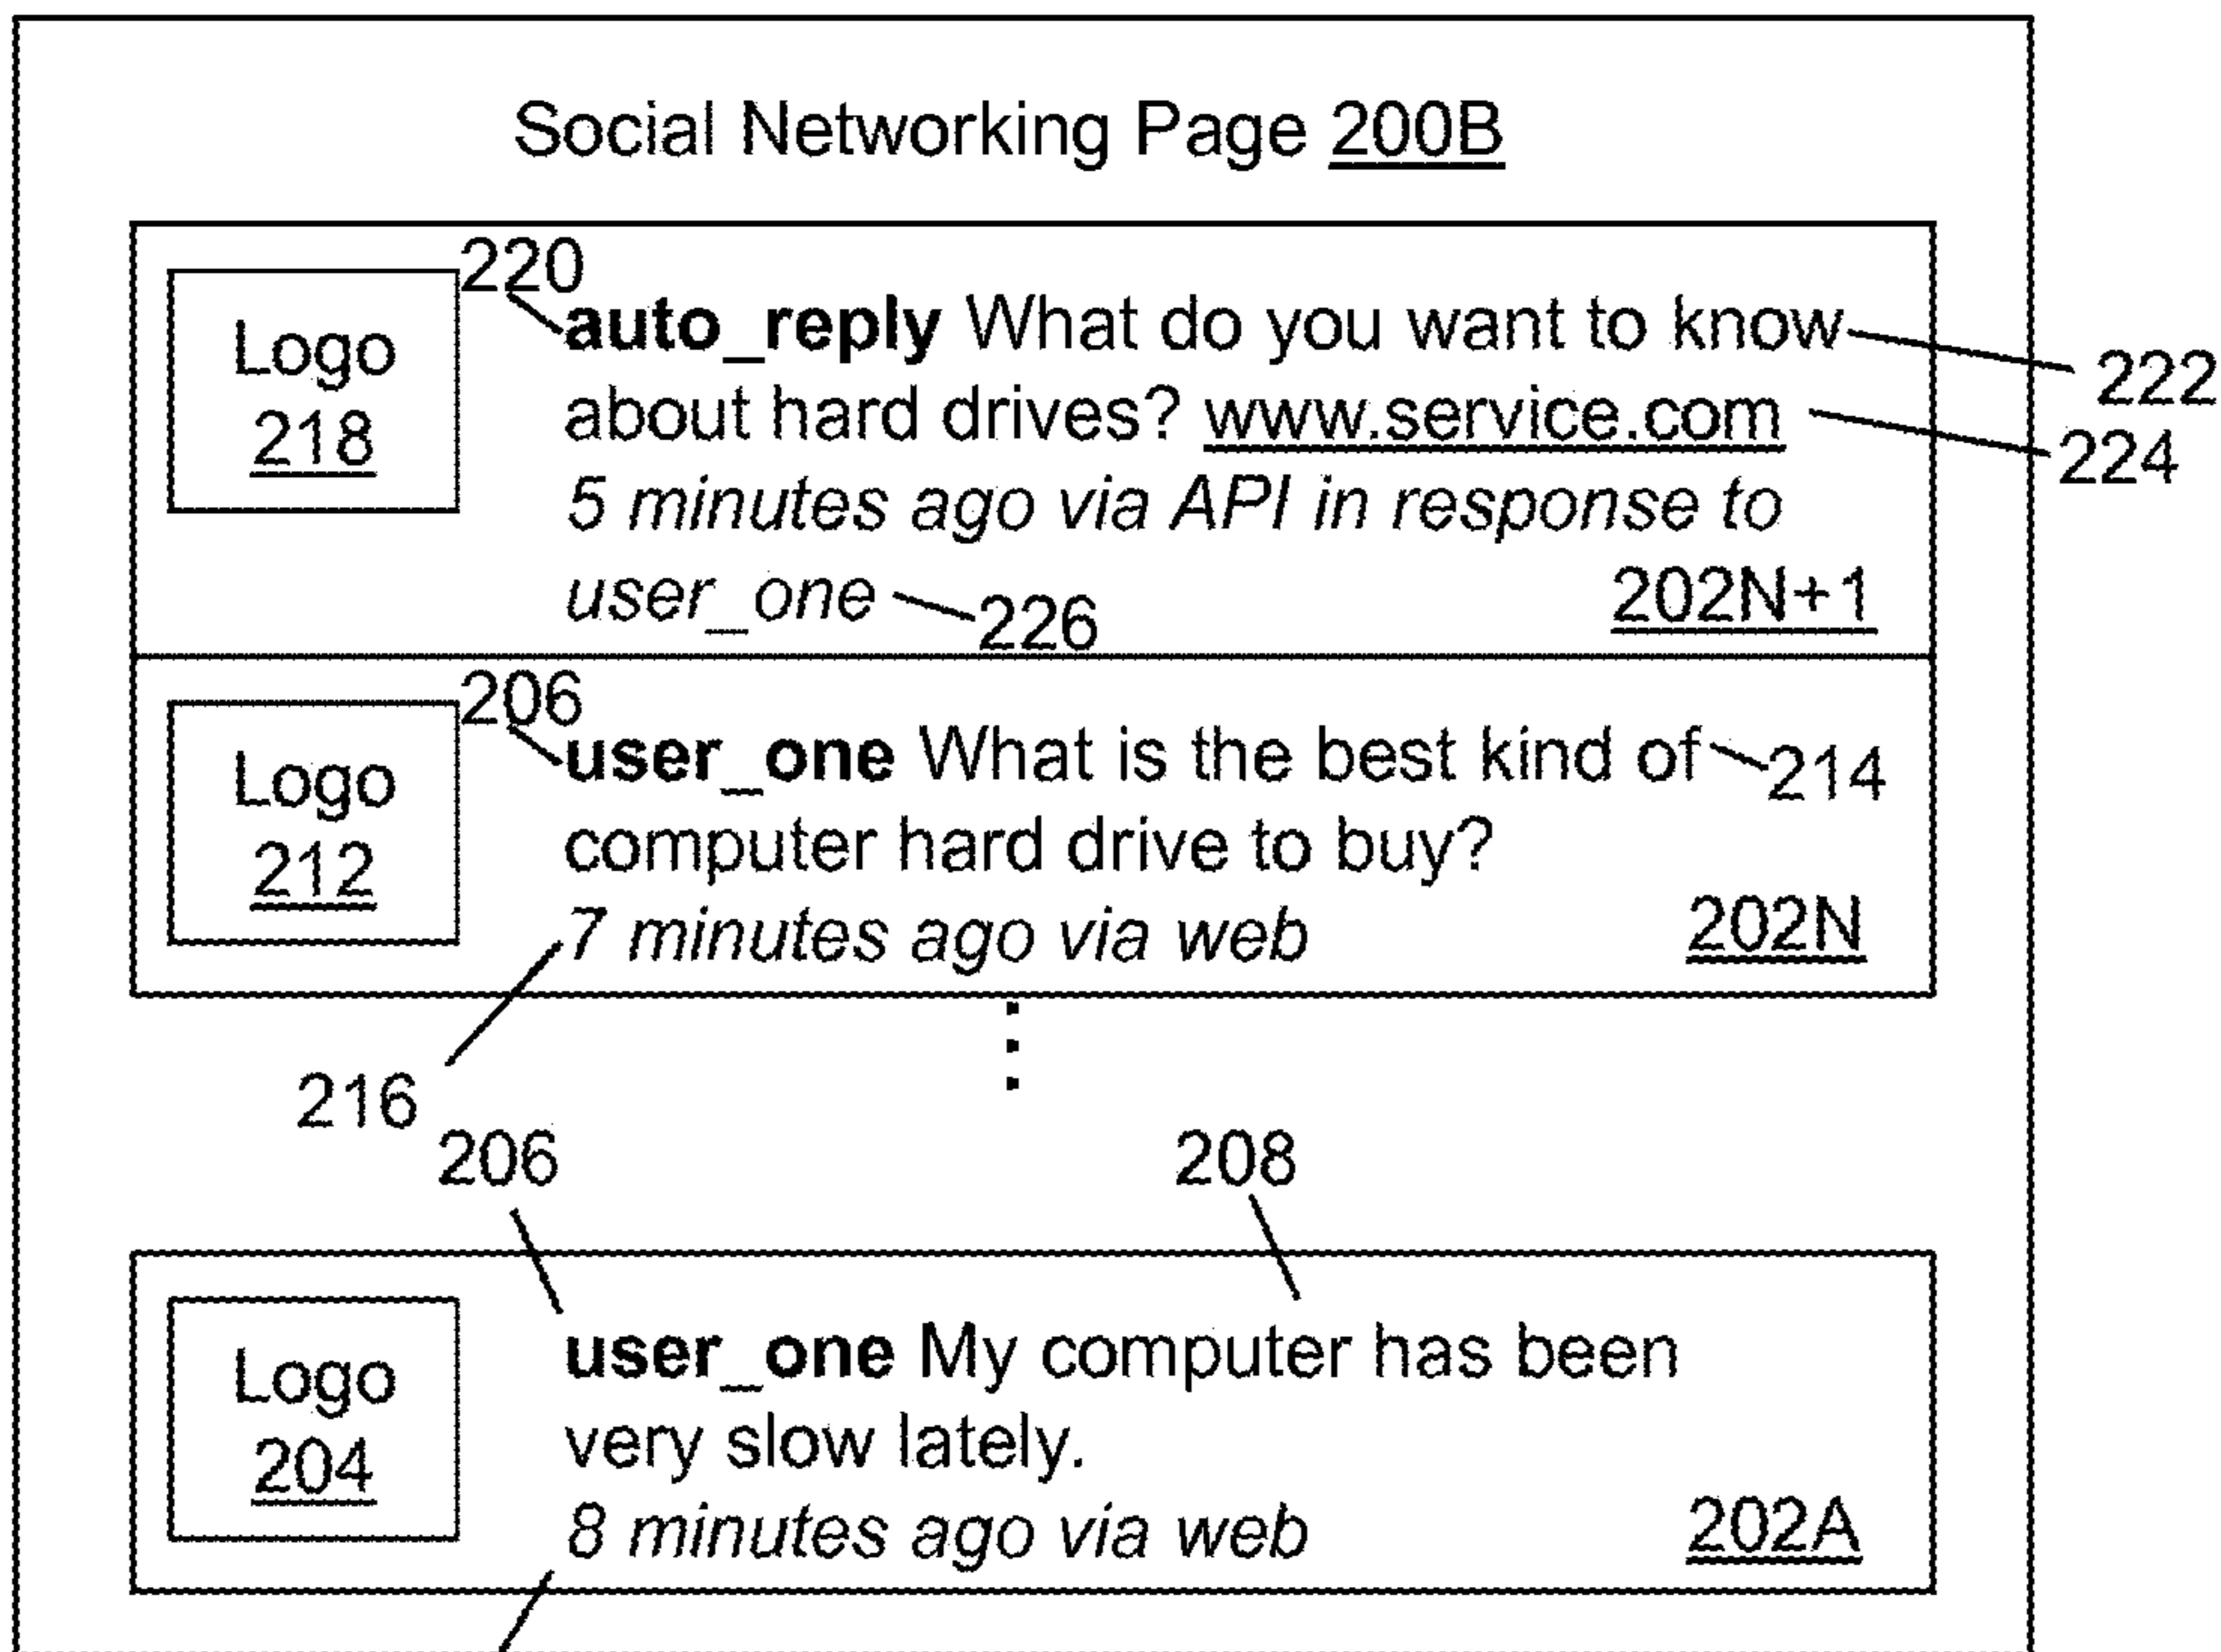 Social Networking Page 200B
220
Logo
218
auto_reply What do you want to know
222
about hard drives? www.service.com
224
5 minutes ago via API in response to
user_one
226
202N+1
206
Logo
212
user_one What is the best kind of
214
computer hard drive to buy?
7 minutes ago via web
202N
216
206
208
Logo
204
user_one My computer has been
very slow lately.
8 minutes ago via web
202A